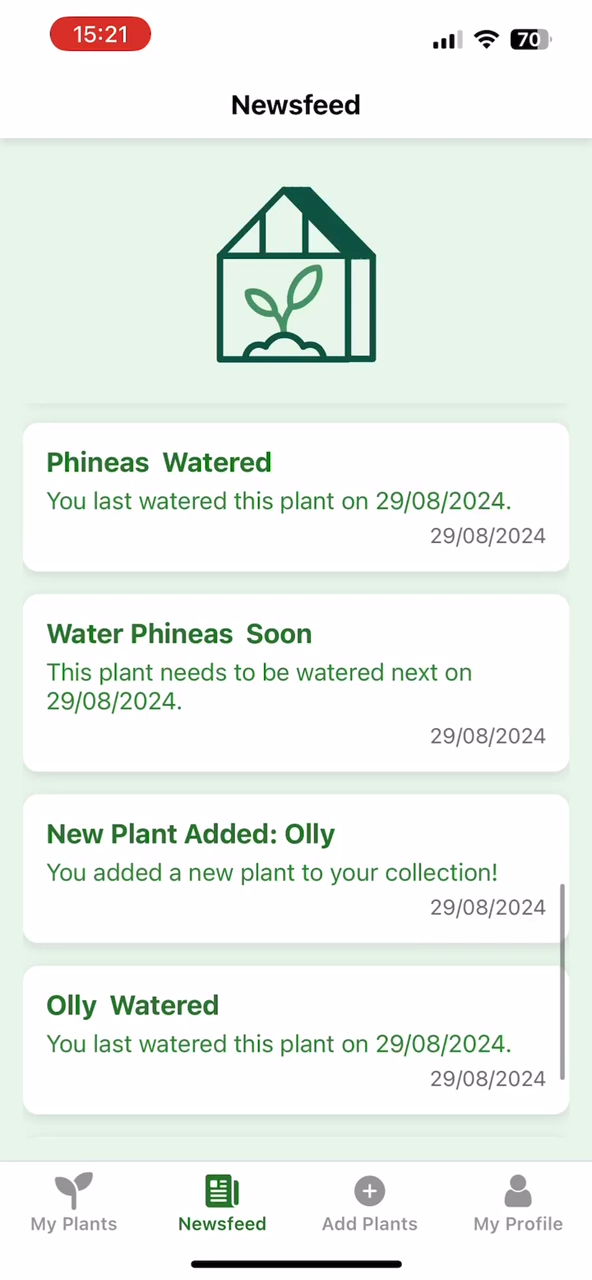 15:21
70
Newsfeed
Phineas  Watered
You last watered this plant on 29/08/2024.
29/08/2024
Water Phineas  Soon
This plant needs to be watered next on
29/08/2024.
29/08/2024
New Plant Added: Olly
You added a new plant to your collection!
29/08/2024
Olly  Watered
You last watered this plant on 29/08/2024.
29/08/2024
My Plants
Newsfeed
Add Plants
My Profile